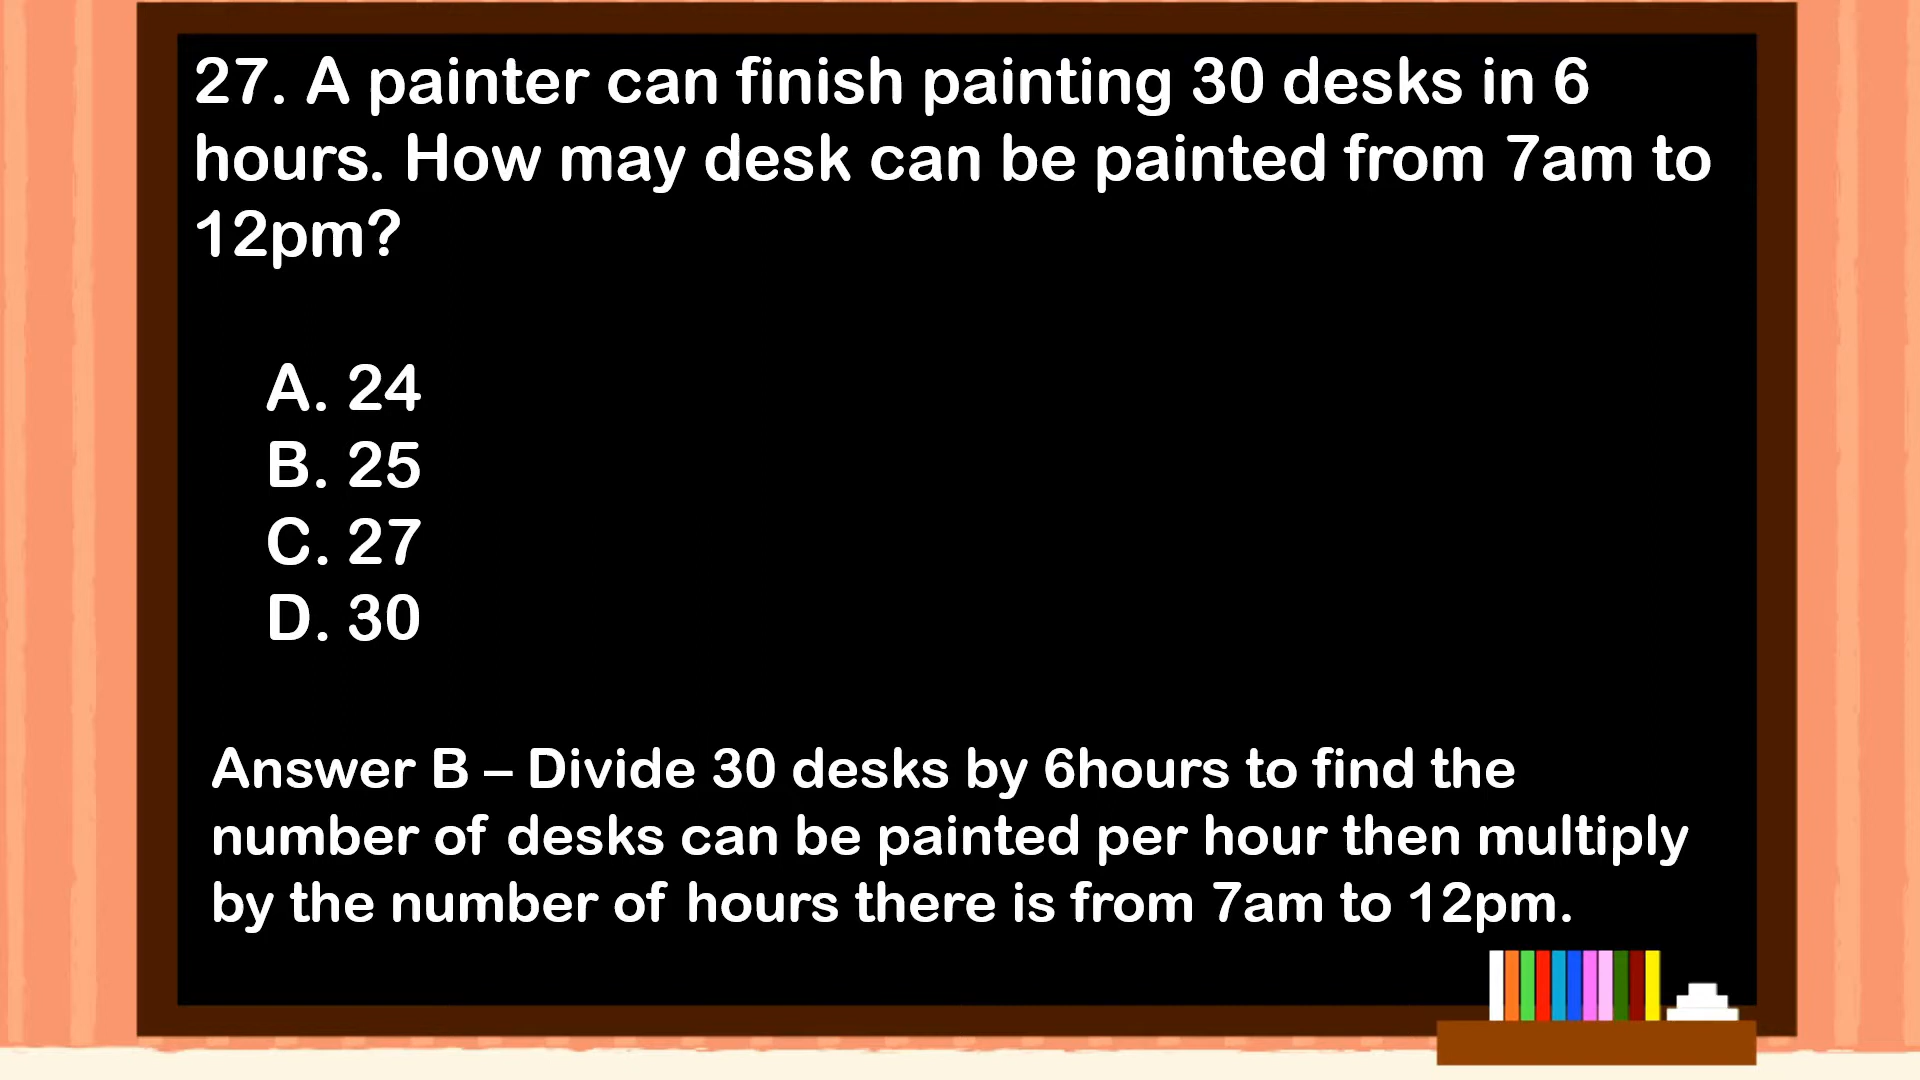 27. A painter can finish painting 30 desks in 6
hours. How may desk can be painted from 7am to
12pm?
A. 24
B. 25
C. 27
D. 30
Answer B – Divide 30 desks by 6hours to find the
number of desks can be painted per hour then multiply
by the number of hours there is from 7am to 12pm.